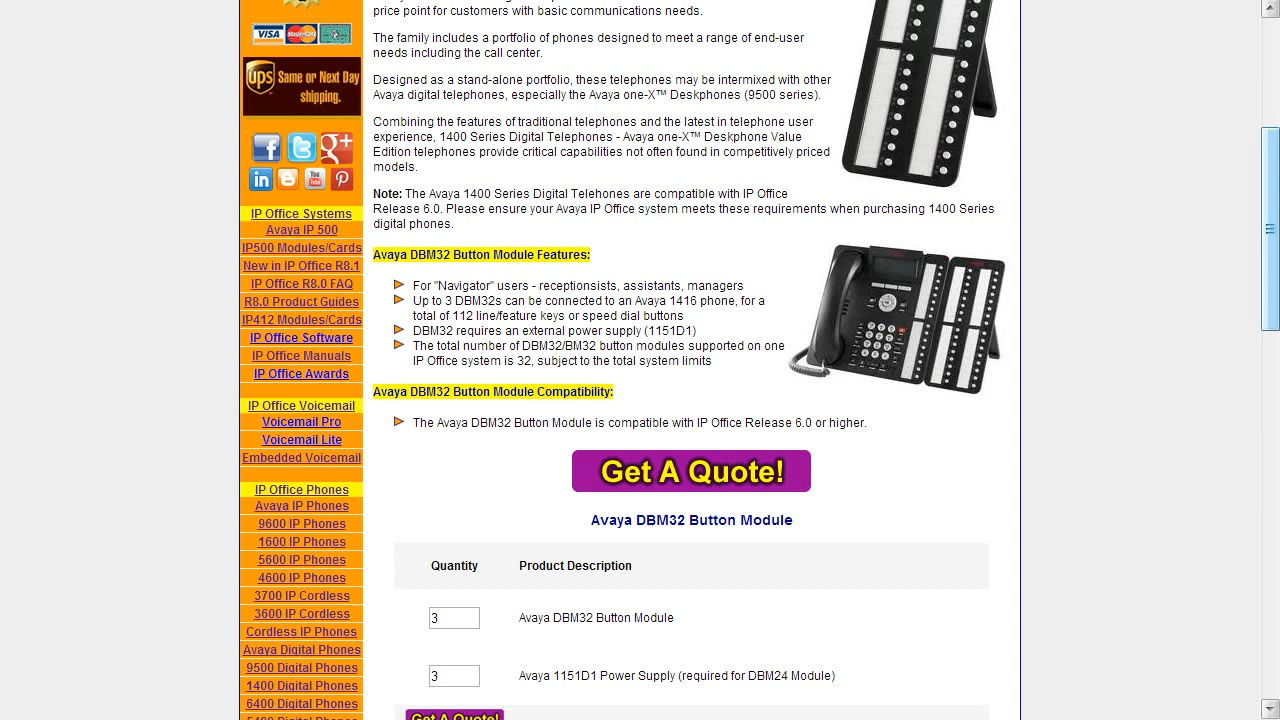 VISA MasterCard
ups Same or Next Day
shipping.
IP Office Systems
Avaya IP 500
IP500 Modules/Cards
New in IP Office R8.1
IP Office R8.0 FAQ
R8.0 Product Guides
IP412 Modules/Cards
IP Office Software
IP Office Manuals
IP Office Awards
IP Office Voicemail
Voicemail Pro
Voicemail Lite
Embedded Voicemail
IP Office Phones
Avaya IP Phones
9600 IP Phones
1600 IP Phones
5600 IP Phones
4600 IP Phones
3700 IP Cordless
3600 IP Cordless
Cordless IP Phones
Avaya Digital Phones
9500 Digital Phones
1400 Digital Phones
6400 Digital Phones
price point for customers with basic communications needs.
The family includes a portfolio of phones designed to meet a range of end-user
needs including the call center.
Designed as a stand-alone portfolio, these telephones may be intermixed with other
Avaya digital telephones, especially the Avaya one-X™ Deskphones (9500 series).
Combining the features of traditional telephones and the latest in telephone user
experience, 1400 Series Digital Telephones - Avaya one-X™ Deskphone Value
Edition telephones provide critical capabilities not often found in competitively priced
models.
Note: The Avaya 1400 Series Digital Telehones are compatible with IP Office
Release 6.0. Please ensure your Avaya IP Office system meets these requirements when purchasing 1400 Series
digital phones.
Avaya DBM32 Button Module Features:
For "Navigator" users - receptionsists, assistants, managers
Up to 3 DBM32s can be connected to an Avaya 1416 phone, for a
total of 112 line/feature keys or speed dial buttons
DBM32 requires an external power supply (1151D1)
The total number of DBM32/BM32 button modules supported on one
IP Office system is 32, subject to the total system limits
Avaya DBM32 Button Module Compatibility:
The Avaya DBM32 Button Module is compatible with IP Office Release 6.0 or higher.
Get A Quote!
Avaya DBM32 Button Module
Quantity Product Description
3 Avaya DBM32 Button Module
3 Avaya 1151D1 Power Supply (required for DBM24 Module)
Get A Quote!